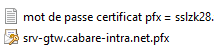 mot de passe certificat pfx = sslzk28.
srv-gtw.cabare-intra.net.pfx